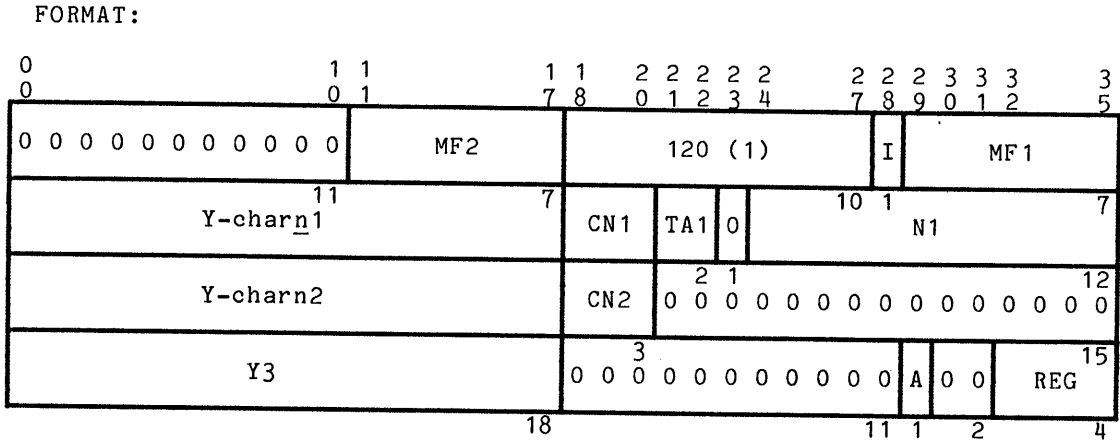 FORMAT:
0 1 1 1 1 2 2 2 2 2 2 2 2 3 3 3 3
0 0 1 7 8 0 1 2 3 4 7 8 9 0 1 2 5
0 0 0 0 0 0 0 0 0 0 0 MF2 120 (1) I MF1
11 7 10 1 7
Y-charn1 CN1 TA1 0 N1
2 1 12
Y-charn2 CN2 0 0 0 0 0 0 0 0 0 0 0 0 0 0 0
3 15
Y3 0 0 0 0 0 0 0 0 0 0 0 A 0 0 REG
18 11 1 2 4